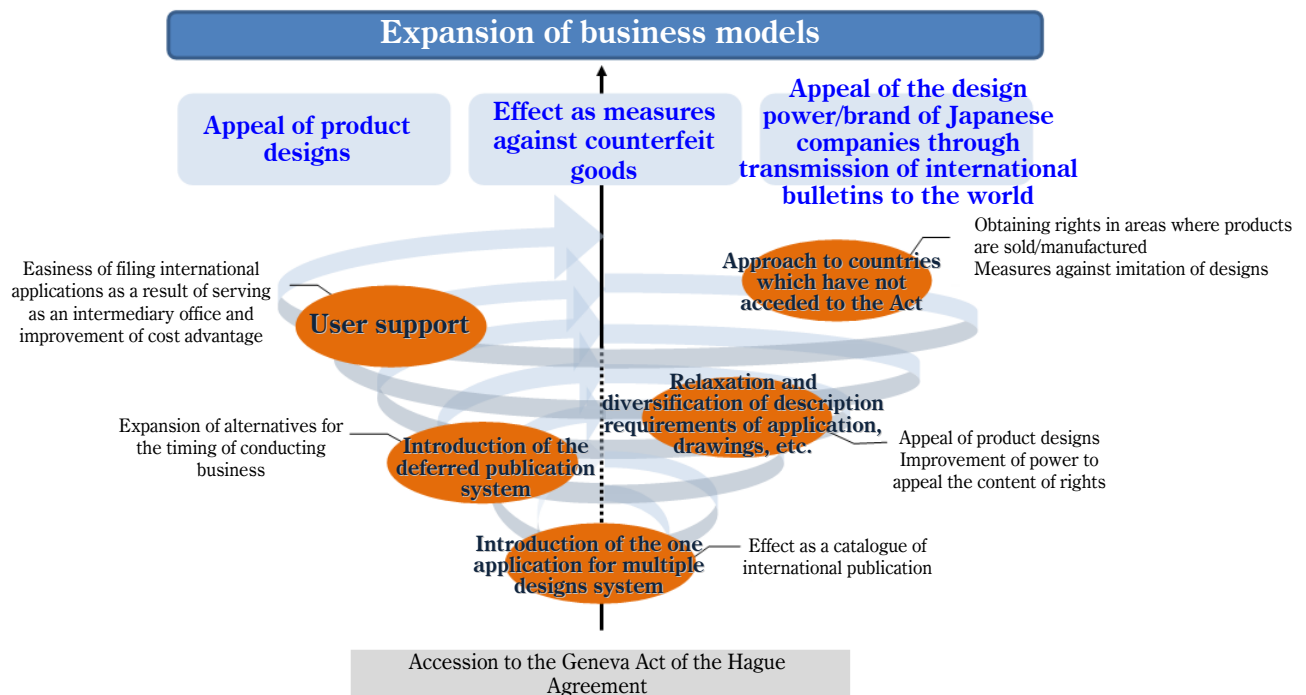 Expansion of business models
Appeal of product
designs
Effect as measures
against counterfeit
goods
Appeal of the design
power/brand of Japanese
companies through
transmission of international
bulletins to the world
Obtaining rights in areas where products
are sold/manufactured
Measures against imitation of designs
Approach to countries
which have not
acceded to the Act
Easiness of filing international
applications as a result of serving
as an intermediary office and
improvement of cost advantage
User support
Relaxation and
diversification of description
requirements of application,
drawings, etc.
Expansion of alternatives for
the timing of conducting
business
Introduction of the
deferred publication
system
Appeal of product designs
Improvement of power to
appeal the content of rights
Introduction of the one
application for multiple
designs system
Effect as a catalogue of
international publication
Accession to the Geneva Act of the Hague
Agreement